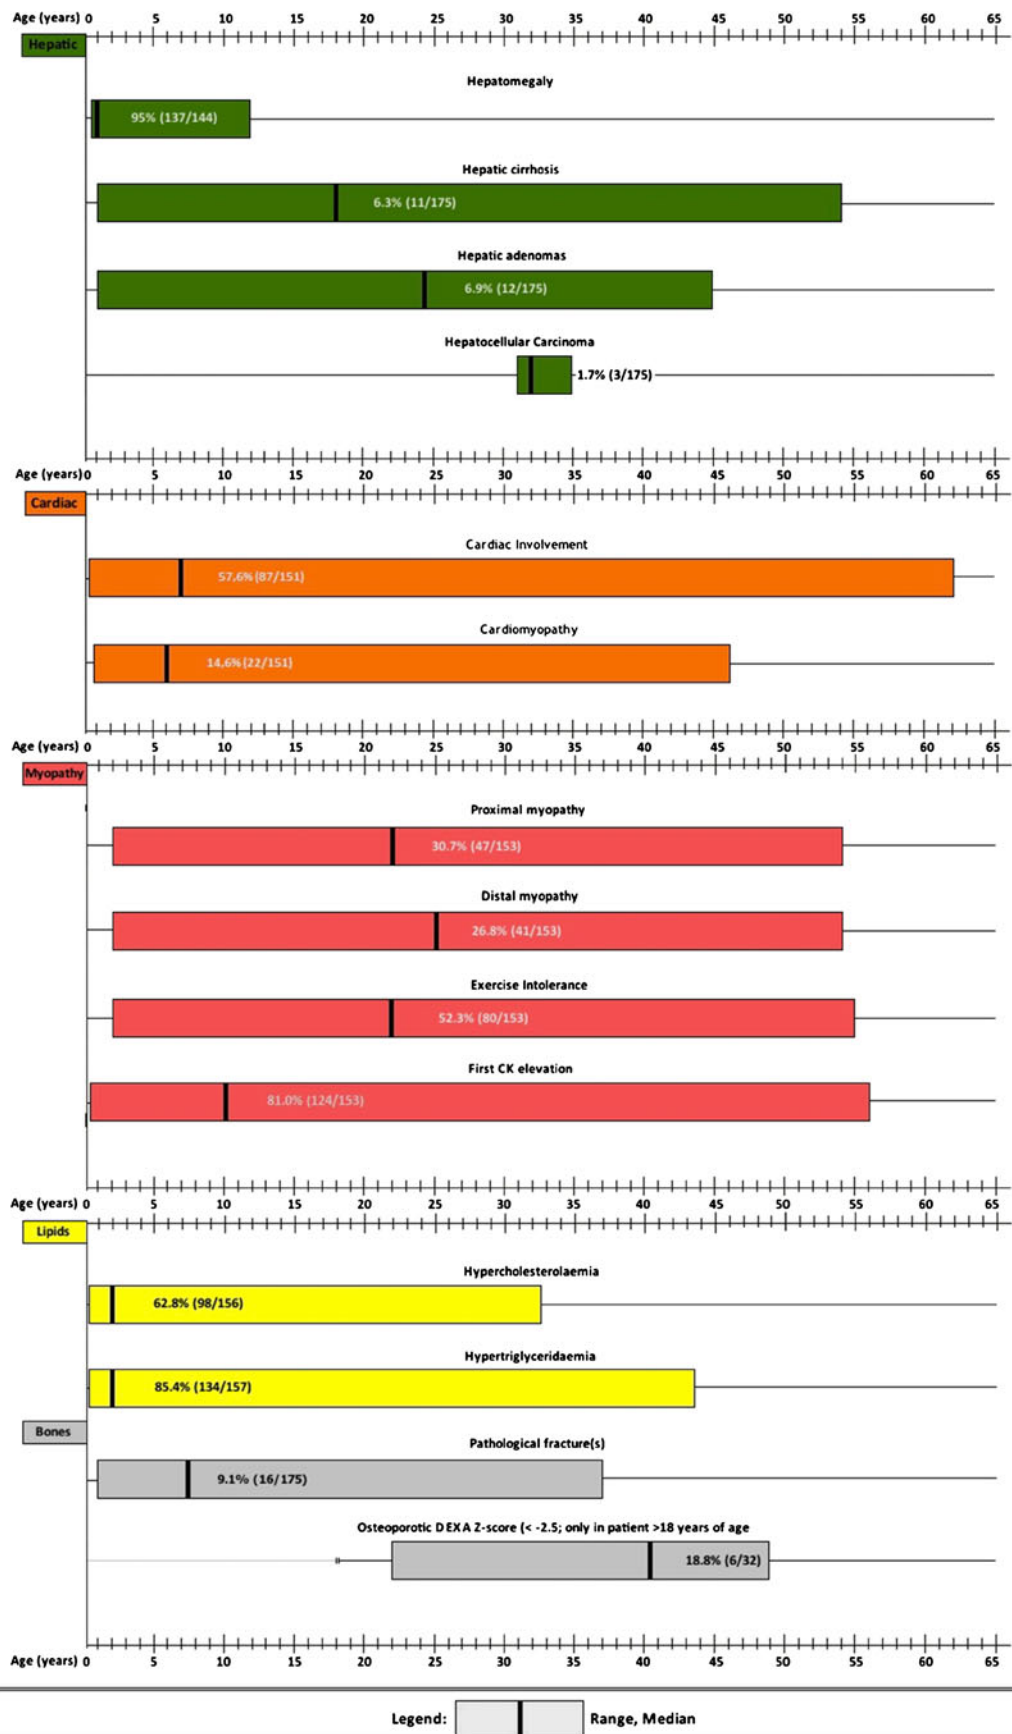 Age (years) 0 5 10 15 20 25 30 35 40 45 50 55 60 65
Hepatic
Hepatomegaly
95% (137/144)
Hepatic cirrhosis
6.3% (11/175)
Hepatic adenomas
6.9% (12/175)
Hepatocellular Carcinoma
1.7% (3/175)
Age (years) 0 5 10 15 20 25 30 35 40 45 50 55 60 65
Cardiac
Cardiac Involvement
57,6% (87/151)
Cardiomyopathy
14,6% (22/151)
Age (years) 0 5 10 15 20 25 30 35 40 45 50 55 60 65
Myopathy
Proximal myopathy
30.7% (47/153)
Distal myopathy
26.8% (41/153)
Exercise Intolerance
52.3% (80/153)
First CK elevation
81.0% (124/153)
Age (years) 0 5 10 15 20 25 30 35 40 45 50 55 60 65
Lipids
Hypercholesterolaemia
62.8% (98/156)
Hypertriglyceridaemia
85.4% (134/157)
Bones
Pathological fracture(s)
9.1% (16/175)
Osteoporotic DEXA Z-score (< -2.5; only in patient >18 years of age
18.8% (6/32)
Age (years) 0 5 10 15 20 25 30 35 40 45 50 55 60 65
Legend: Range, Median